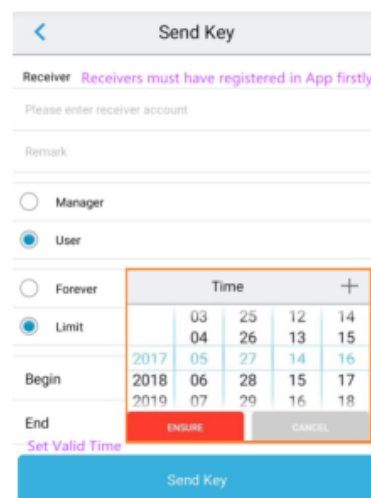 Send Key
Receiver Receivers must have registered in App firstly
Please enter receiver account
Remark
Manager
User
Forever
Limit
Begin
End
Set Valid Time
Time +
03 25 12 14
04 26 13 15
2017 05 27 14 16
2018 06 28 15 17
2019 07 29 16 18
ENSURE CANCEL
Send Key